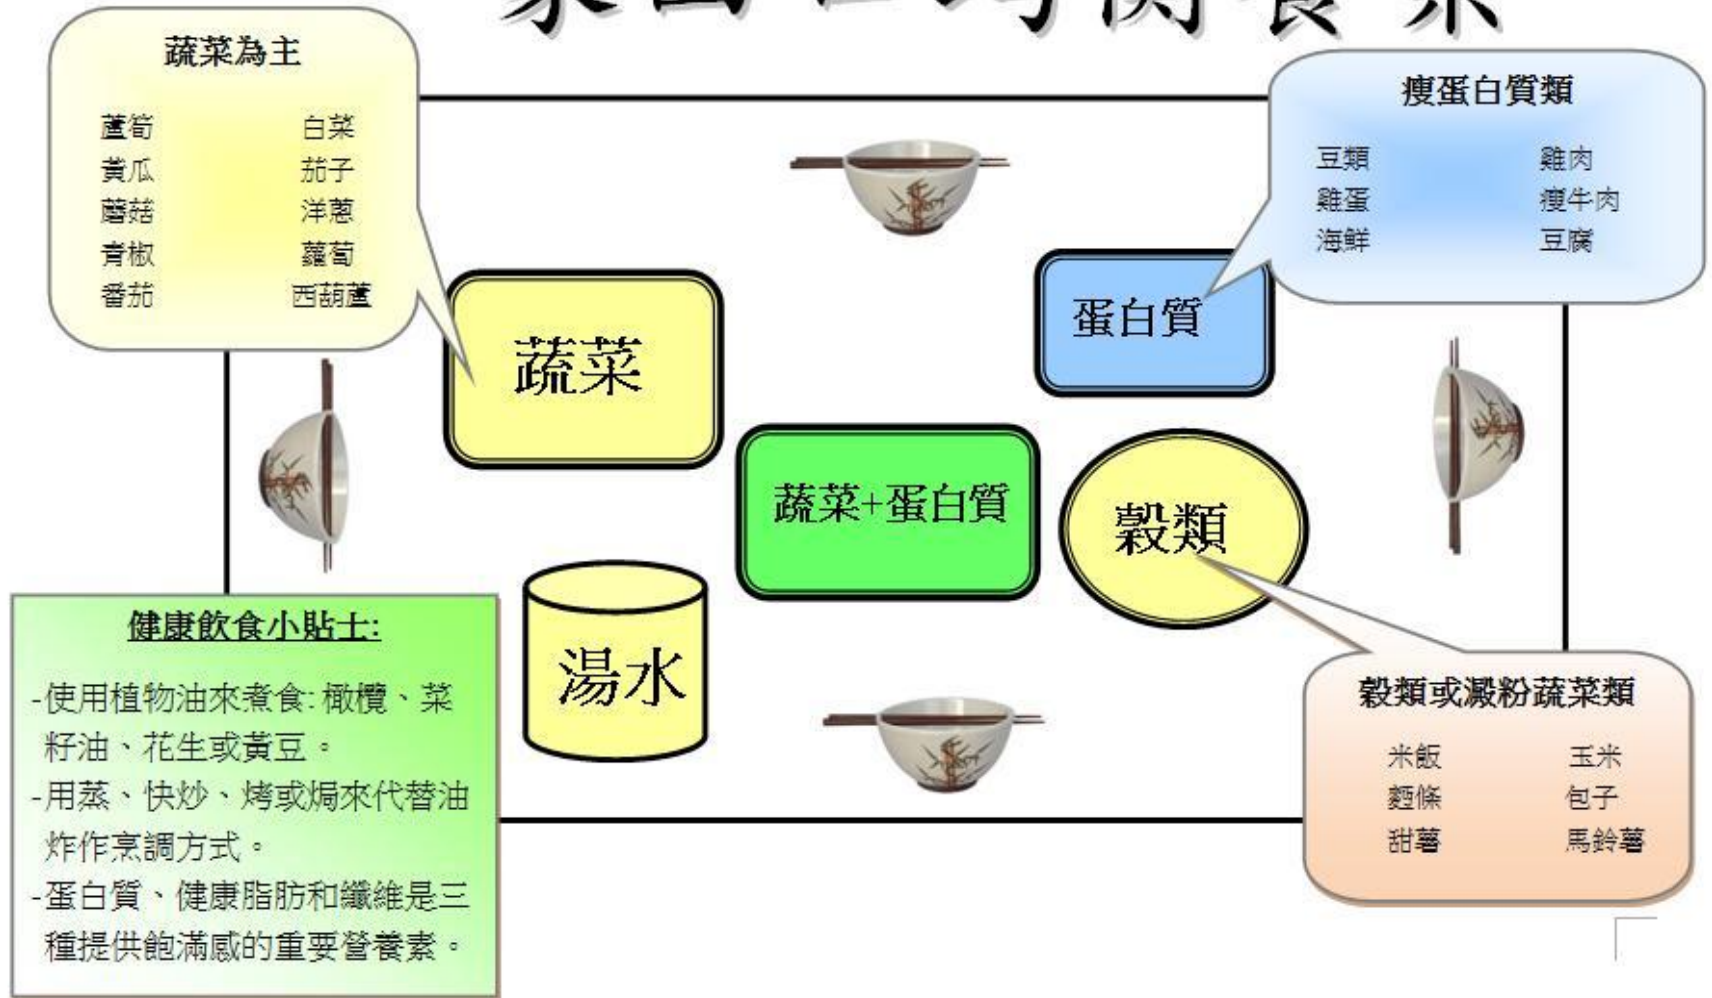 蔬菜為主
蘆筍 白菜
黃瓜 茄子
蘑菇 洋蔥
青椒 蘿蔔
番茄 西葫蘆
瘦蛋白質類
豆類 雞肉
雞蛋 瘦牛肉
海鮮 豆腐
蔬菜
蛋白質
蔬菜+蛋白質
穀類
湯水
健康飲食小貼士:
-使用植物油來煮食: 橄欖、菜
籽油、花生或黃豆。
-用蒸、快炒、烤或焗來代替油
炸作烹調方式。
-蛋白質、健康脂肪和纖維是三
種提供飽滿感的重要營養素。
穀類或澱粉蔬菜類
米飯 玉米
麵條 包子
甜薯 馬鈴薯